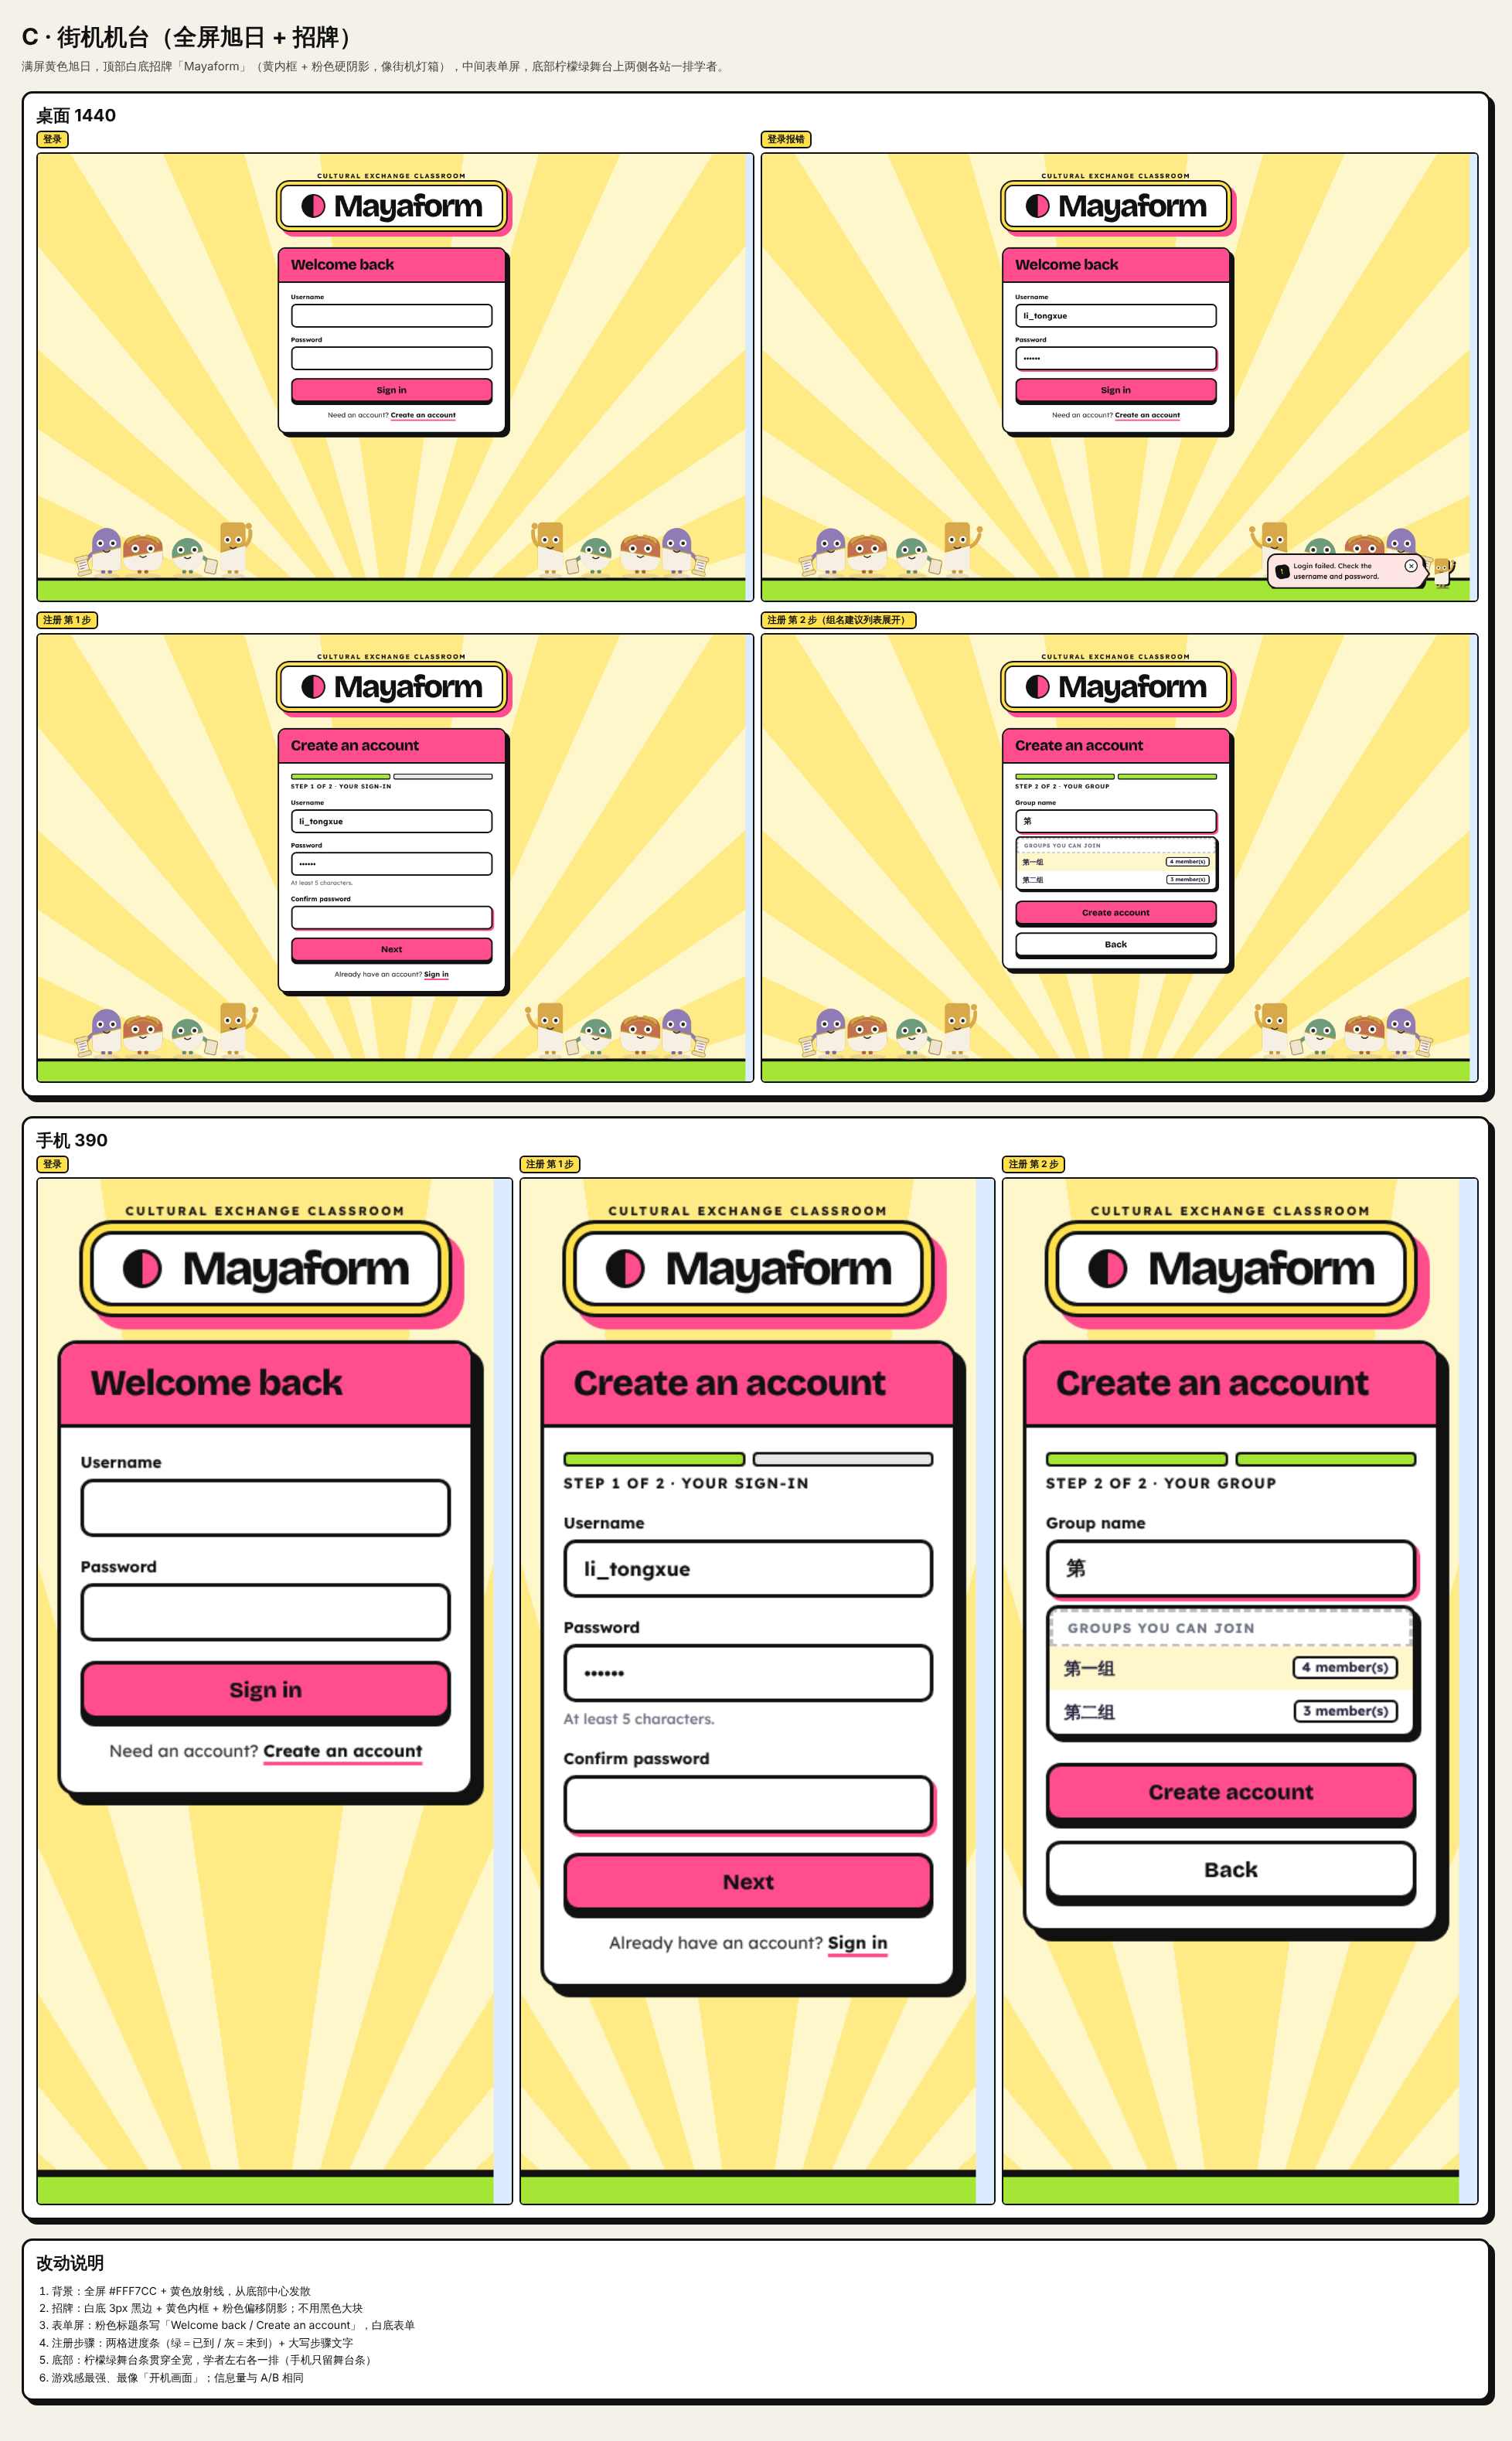 C · 街机机台（全屏旭日 + 招牌）
满屏黄色旭日，顶部白底招牌「Mayaform」（黄内框 + 粉色硬阴影，像街机灯箱），中间表单屏，底部柠檬绿舞台上两侧各站一排学者。
桌面 1440
登录
CULTURAL EXCHANGE CLASSROOM
Mayaform
Welcome back
Username
Password
Sign in
Need an account? Create an account
登录报错
CULTURAL EXCHANGE CLASSROOM
Mayaform
Welcome back
Username
li_tongxue
Password
••••••
Sign in
Need an account? Create an account
!
Login failed. Check the
username and password.
×
注册 第 1 步
CULTURAL EXCHANGE CLASSROOM
Mayaform
Create an account
STEP 1 OF 2 · YOUR SIGN-IN
Username
li_tongxue
Password
••••••
At least 5 characters.
Confirm password
Next
Already have an account? Sign in
注册 第 2 步（组名建议列表展开）
CULTURAL EXCHANGE CLASSROOM
Mayaform
Create an account
STEP 2 OF 2 · YOUR GROUP
Group name
第
GROUPS YOU CAN JOIN
第一组 4 member(s)
第二组 3 member(s)
Create account
Back
手机 390
登录
CULTURAL EXCHANGE CLASSROOM
Mayaform
Welcome back
Username
Password
Sign in
Need an account? Create an account
注册 第 1 步
CULTURAL EXCHANGE CLASSROOM
Mayaform
Create an account
STEP 1 OF 2 · YOUR SIGN-IN
Username
li_tongxue
Password
••••••
At least 5 characters.
Confirm password
Next
Already have an account? Sign in
注册 第 2 步
CULTURAL EXCHANGE CLASSROOM
Mayaform
Create an account
STEP 2 OF 2 · YOUR GROUP
Group name
第
GROUPS YOU CAN JOIN
第一组 4 member(s)
第二组 3 member(s)
Create account
Back
改动说明
1. 背景：全屏 #FFF7CC + 黄色放射线，从底部中心发散
2. 招牌：白底 3px 黑边 + 黄色内框 + 粉色偏移阴影；不用黑色大块
3. 表单屏：粉色标题条写「Welcome back / Create an account」，白底表单
4. 注册步骤：两格进度条（绿＝已到 / 灰＝未到）+ 大写步骤文字
5. 底部：柠檬绿舞台条贯穿全宽，学者左右各一排（手机只留舞台条）
6. 游戏感最强、最像「开机画面」；信息量与 A/B 相同